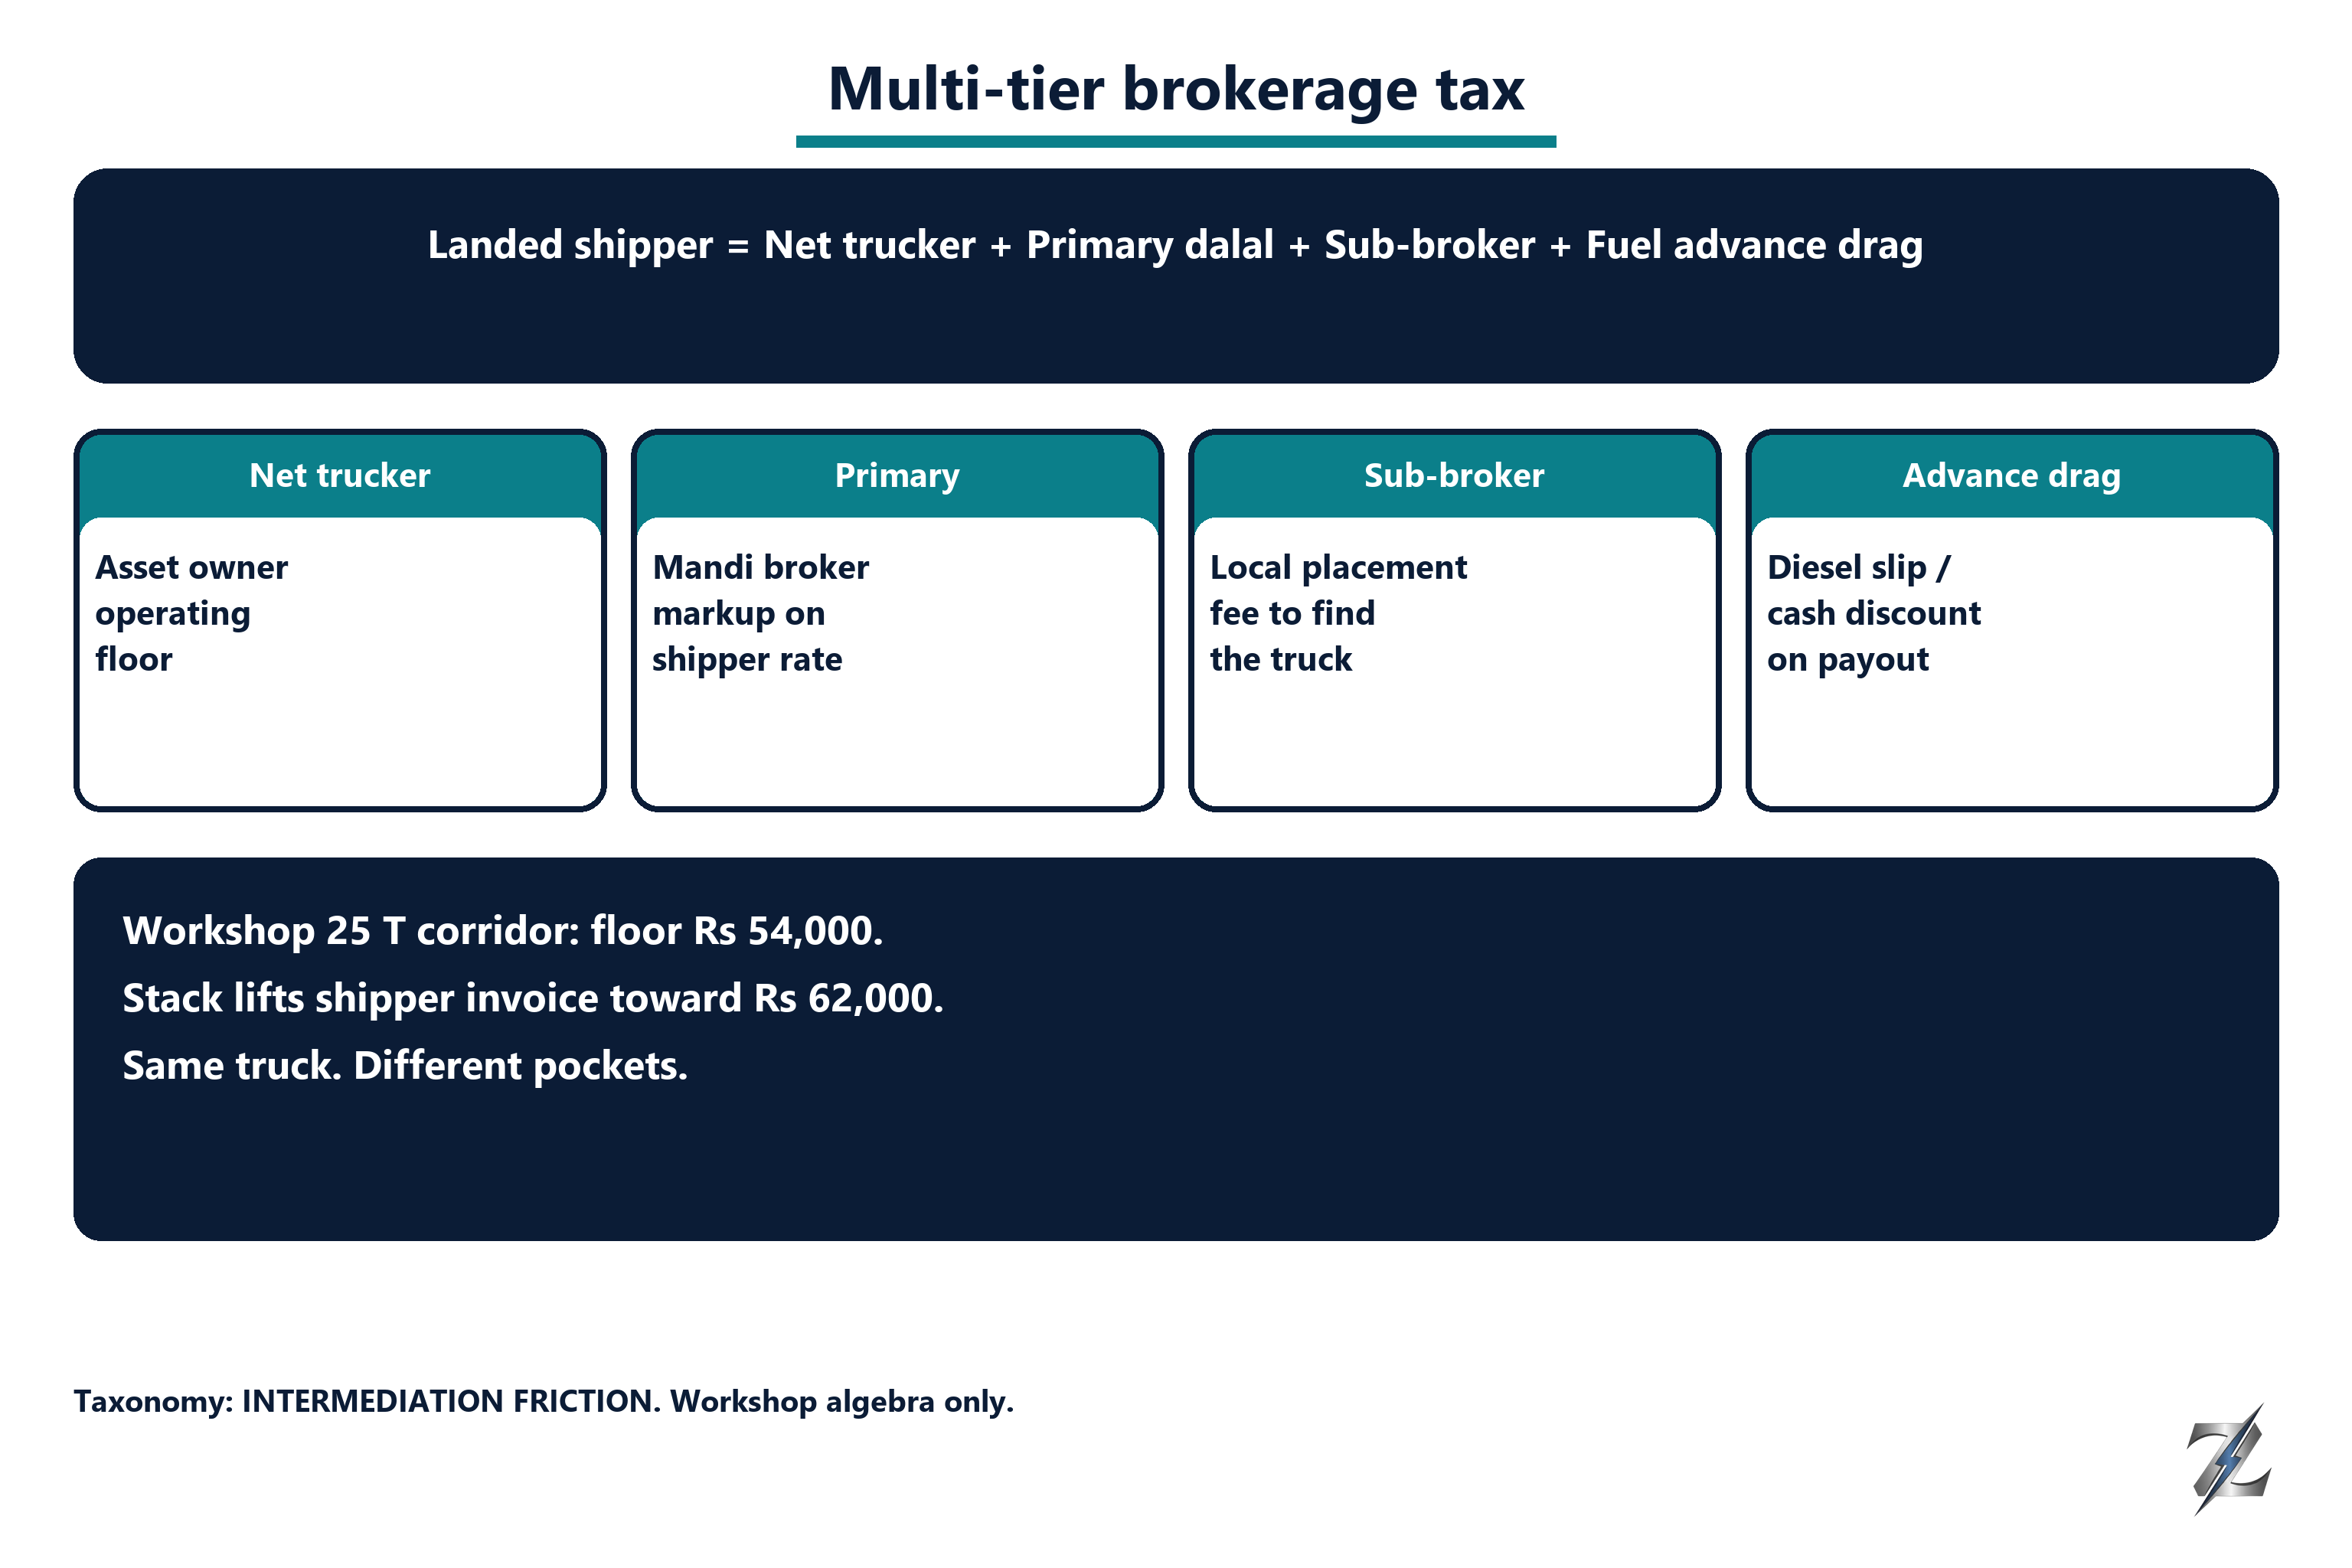 Multi-tier brokerage tax
Landed shipper = Net trucker + Primary dalal + Sub-broker + Fuel advance drag
Net trucker
Asset owner
operating
floor
Primary
Mandi broker
markup on
shipper rate
Sub-broker
Local placement
fee to find
the truck
Advance drag
Diesel slip /
cash discount
on payout
Workshop 25 T corridor: floor Rs 54,000.
Stack lifts shipper invoice toward Rs 62,000.
Same truck. Different pockets.
Taxonomy: INTERMEDIATION FRICTION. Workshop algebra only.
Z